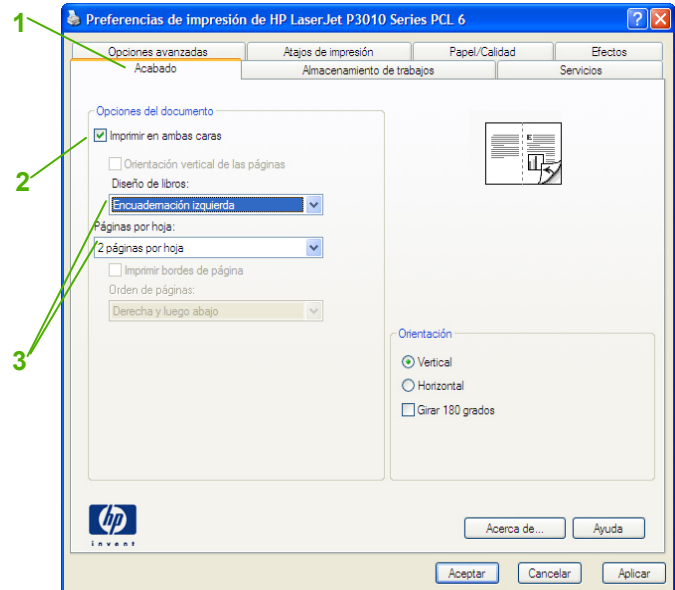 1
Preferencias de impresión de HP LaserJet P3010 Series PCL 6
Opciones avanzadas
Atajos de impresión
Papel/Calidad
Efectos
Acabado
Almacenamiento de trabajos
Servicios
Opciones del documento
2
Imprimir en ambas caras
Orientación vertical de las páginas
Diseño de libros:
Encuadernación izquierda
Páginas por hoja:
2 páginas por hoja
Imprimir bordes de página
Orden de páginas:
Derecha y luego abajo
3
Orientación
Vertical
Horizontal
Girar 180 grados
hp
invent
Acerca de...
Ayuda
Aceptar
Cancelar
Aplicar